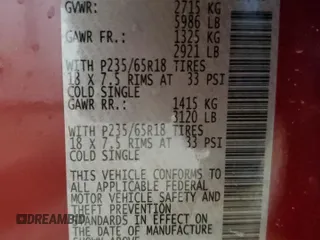 GVWR: 2715 KG
5986 LB
GAWR FR.: 1325 KG
2921 LB
WITH P235/65R18 TIRES
18 X 7.5 RIMS AT 33 PSI
COLD SINGLE
GAWR RR.: 1415 KG
3120 LB
WITH P235/65R18 TIRES
18 X 7.5 RIMS AT 33 PSI
COLD SINGLE
THIS VEHICLE CONFORMS TO
ALL APPLICABLE FEDERAL
MOTOR VEHICLE SAFETY AND
THEFT PREVENTION
STANDARDS IN EFFECT ON
THE DATE OF MANUFACTURE
SHOWN ABOVE
DREAMBID